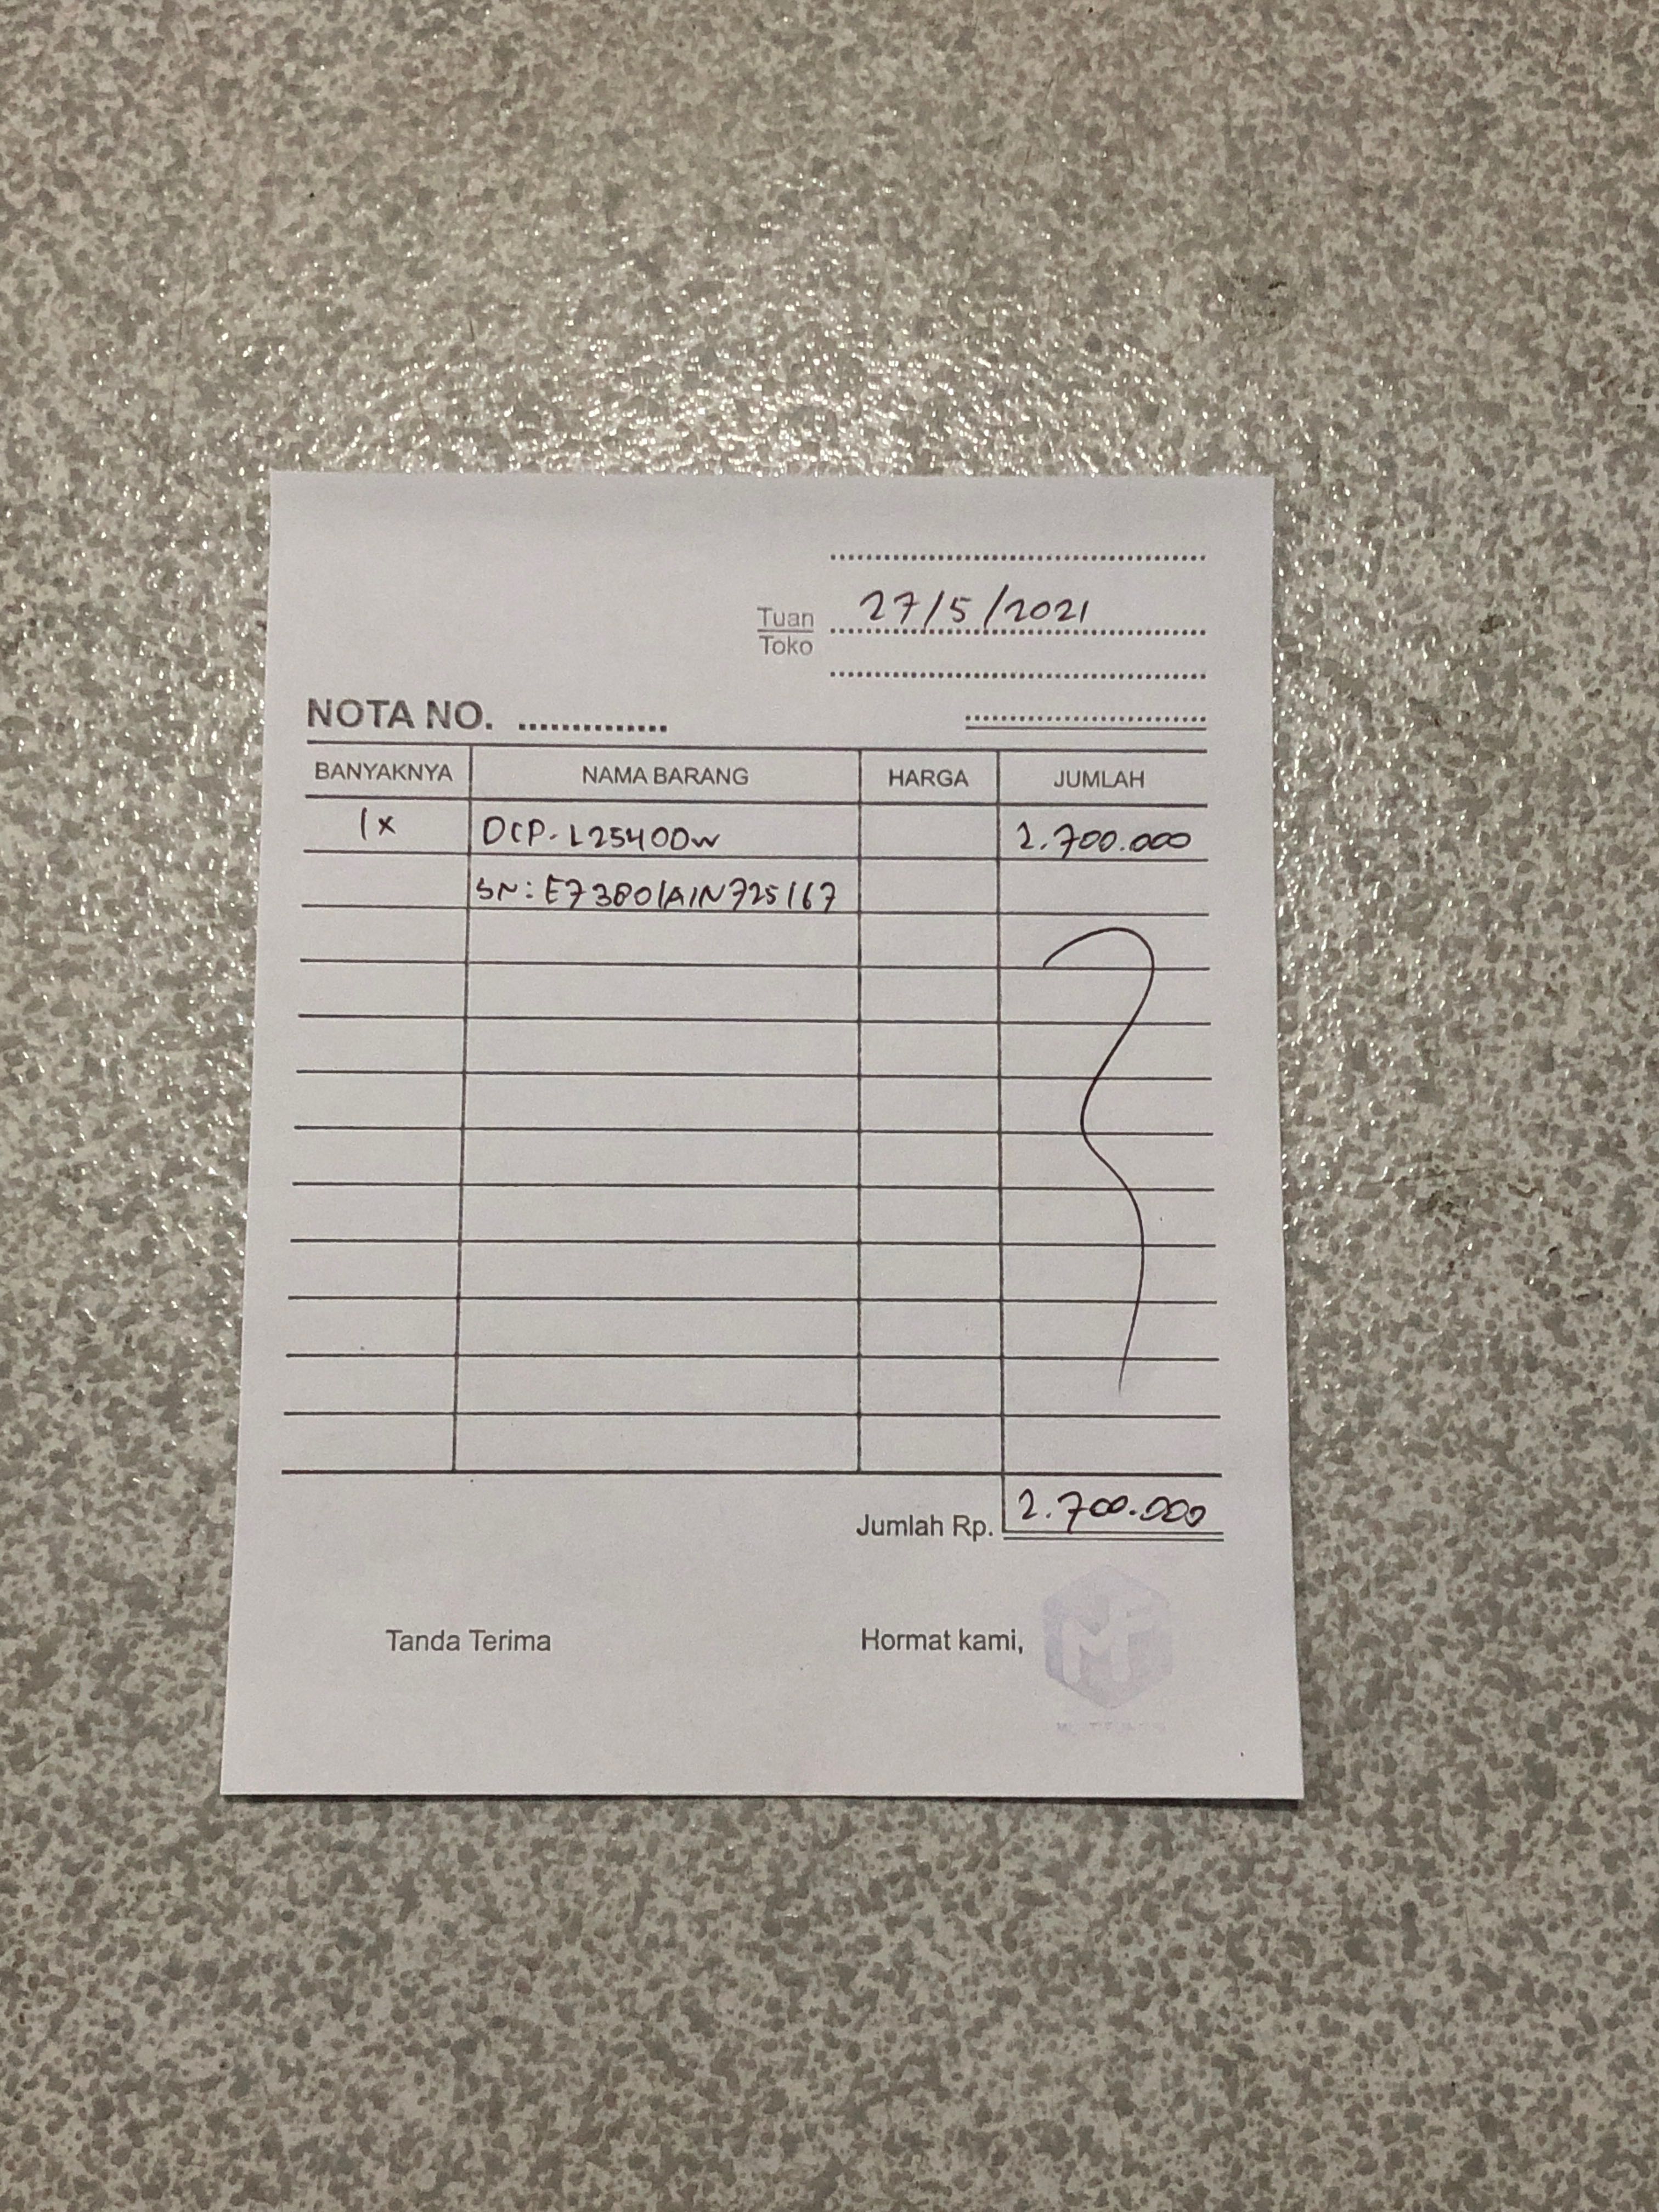 27/5/2021
Tuan
Toko
NOTA NO. ..............
BANYAKNYA NAMA BARANG HARGA JUMLAH
1x DCP-L2540DW 2.700.000
SN: E73801A1N725167
Jumlah Rp. 2.700.000
Tanda Terima Hormat kami,
MF